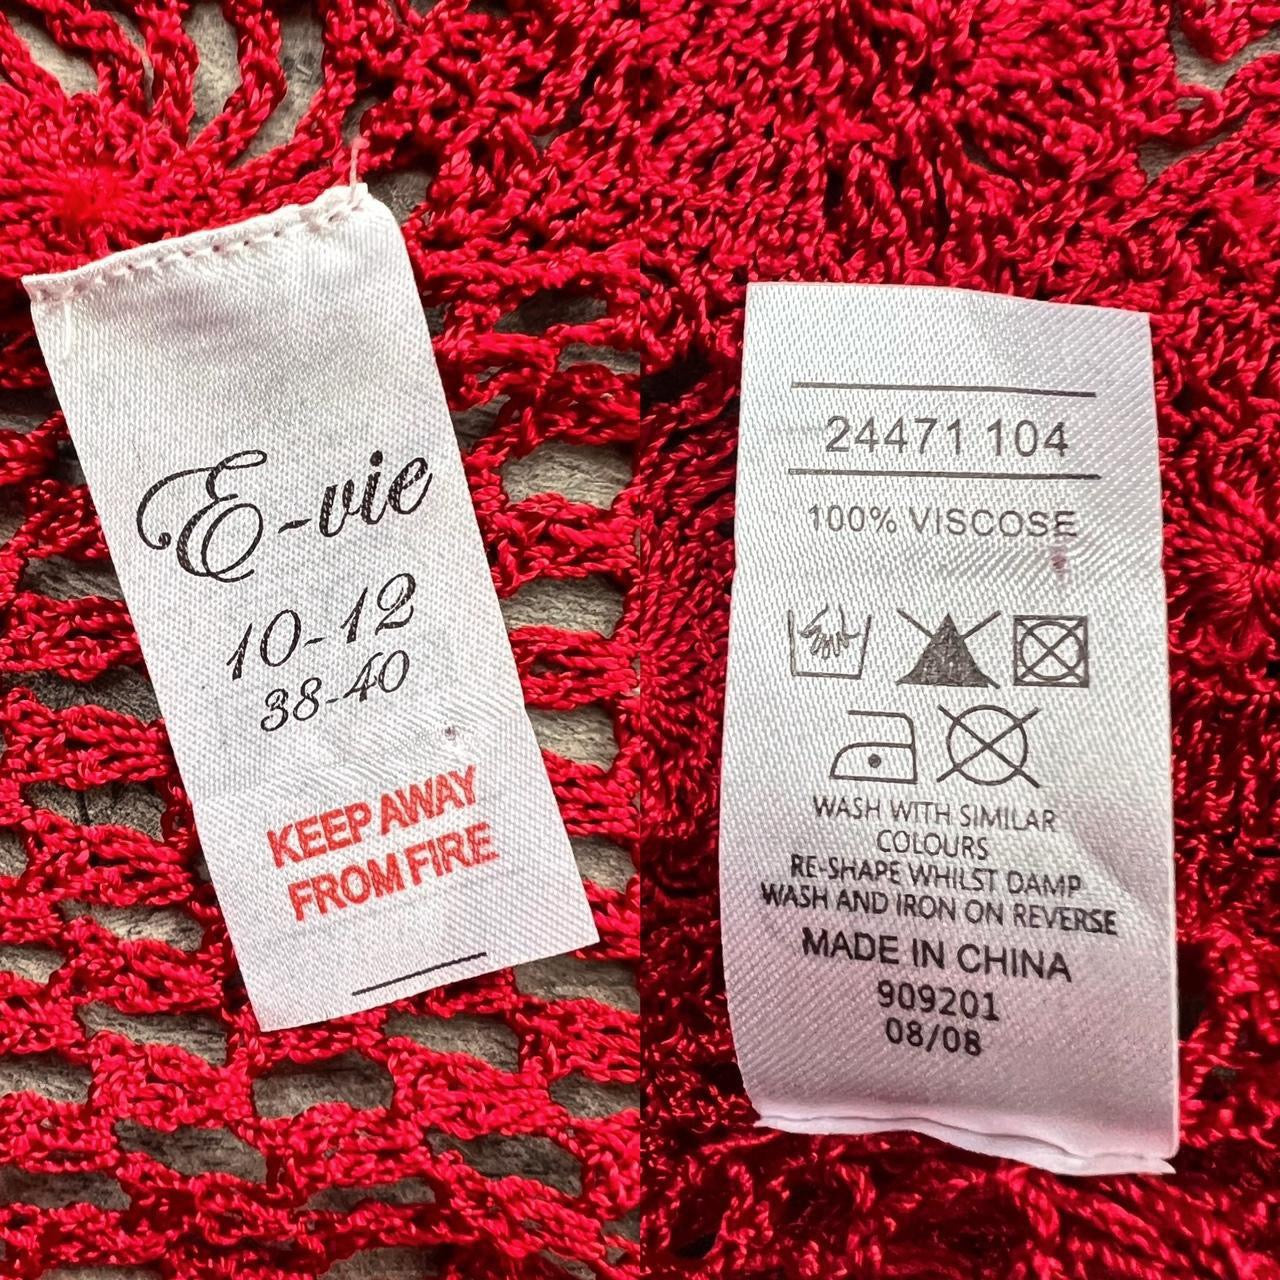 E-vie
10-12
38-40
KEEP AWAY
FROM FIRE
24471 104
100% VISCOSE
WASH WITH SIMILAR
COLOURS
RE-SHAPE WHILST DAMP
WASH AND IRON ON REVERSE
MADE IN CHINA
909201
08/08